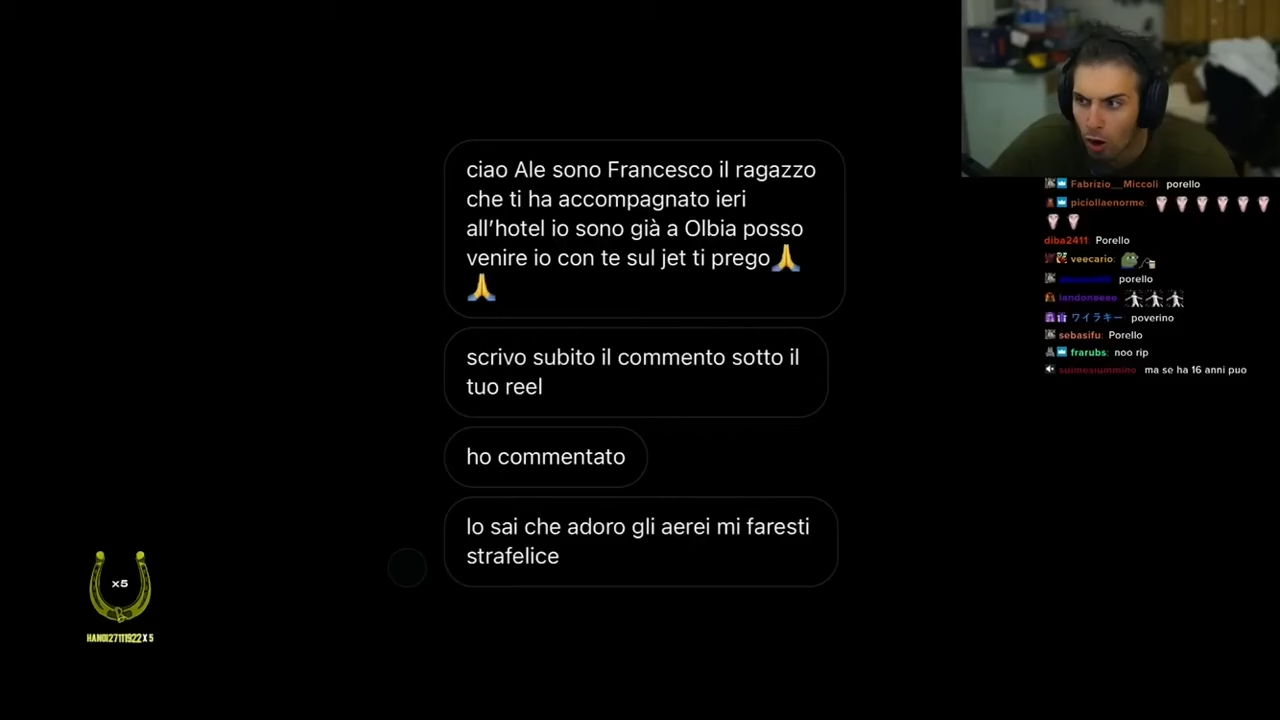 ciao Ale sono Francesco il ragazzo
che ti ha accompagnato ieri
all'hotel io sono già a Olbia posso
venire io con te sul jet ti prego🙏
🙏
scrivo subito il commento sotto il
tuo reel
ho commentato
lo sai che adoro gli aerei mi faresti
strafelice
Fabrizio__Miccoli porello
piciollaenorme:
diba2411: Porello
veecario:
porello
landoneeee
ワイラキー poverino
sebasifu: Porello
frarubs: noo rip
ma se ha 16 anni puo
x5
HANOI27111922 X 5